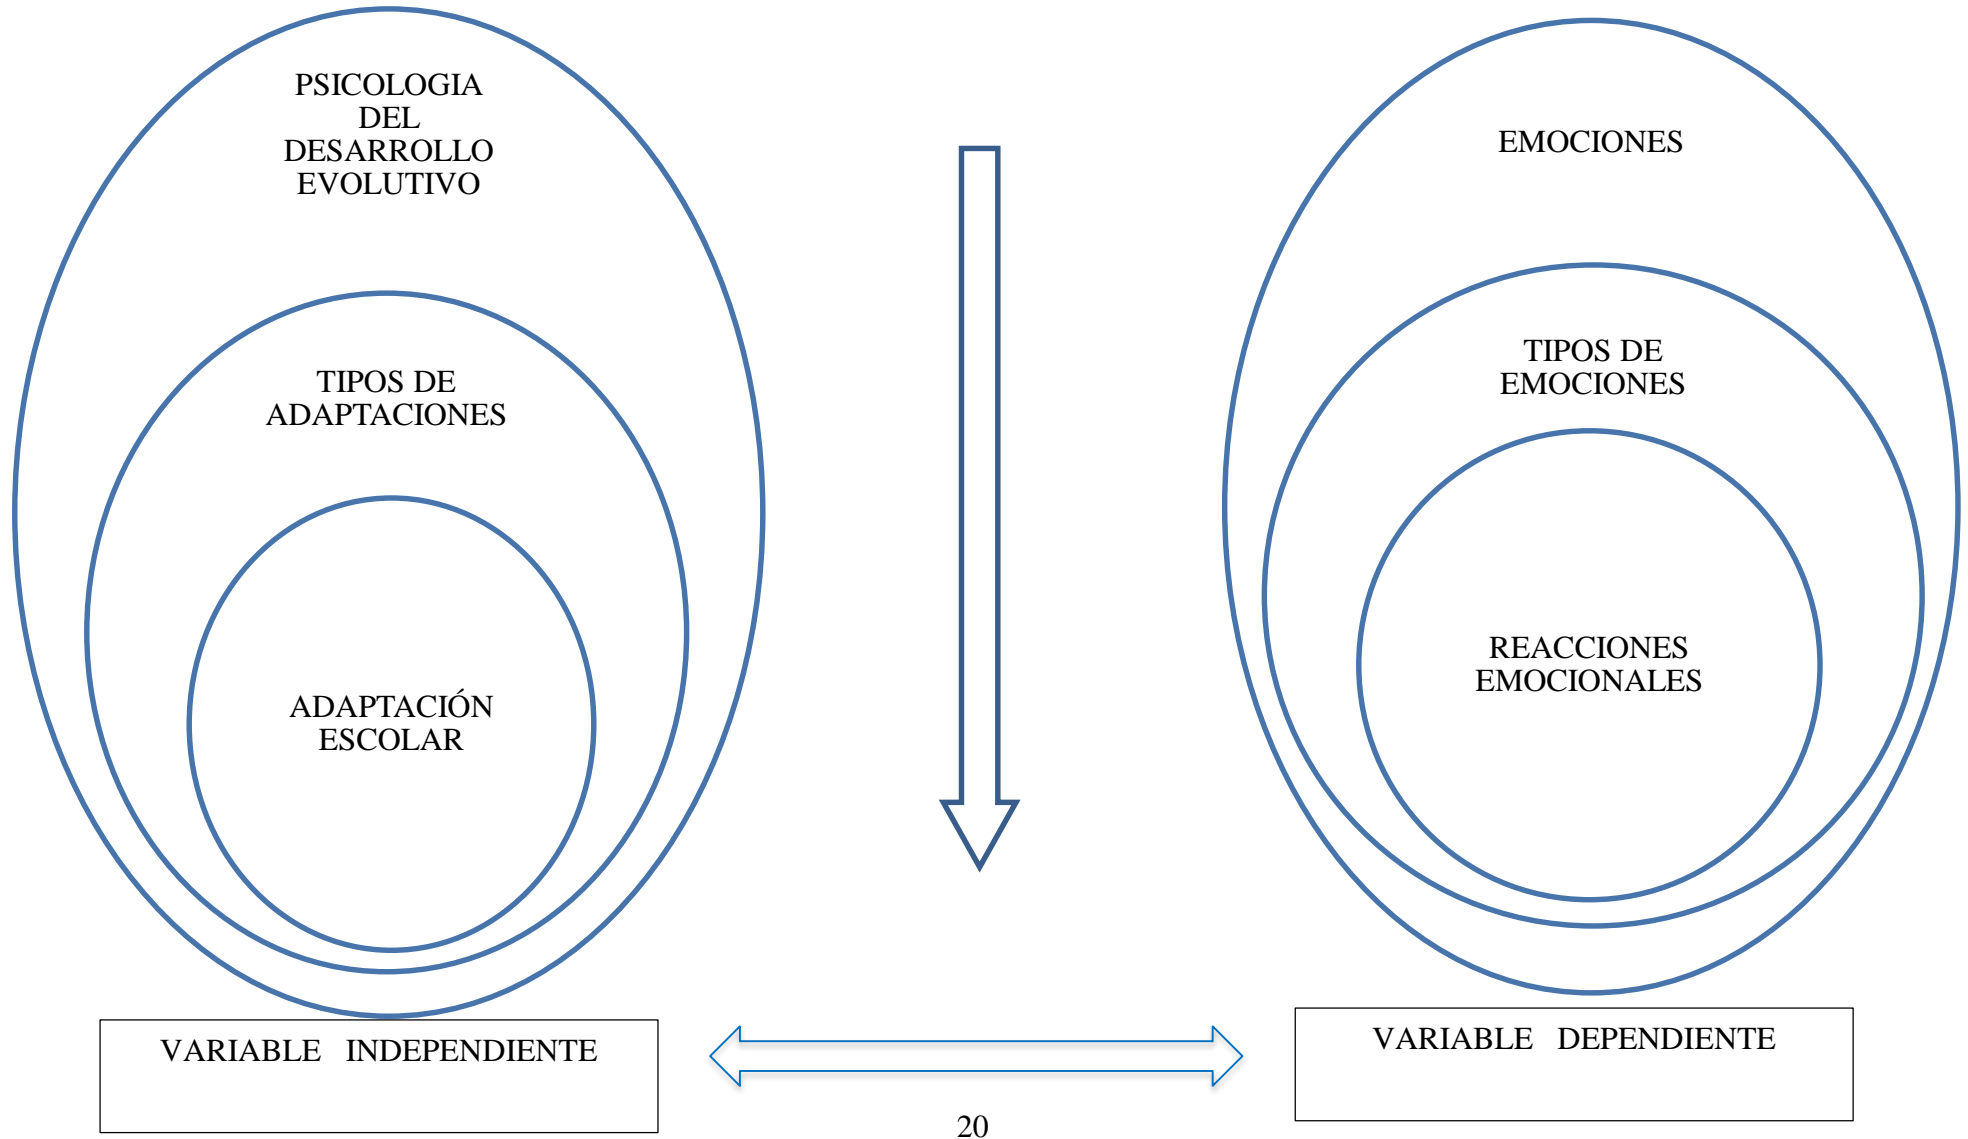 PSICOLOGIA
DEL
DESARROLLO
EVOLUTIVO
TIPOS DE
ADAPTACIONES
ADAPTACIÓN
ESCOLAR
EMOCIONES
TIPOS DE
EMOCIONES
REACCIONES
EMOCIONALES
VARIABLE INDEPENDIENTE
VARIABLE DEPENDIENTE
20